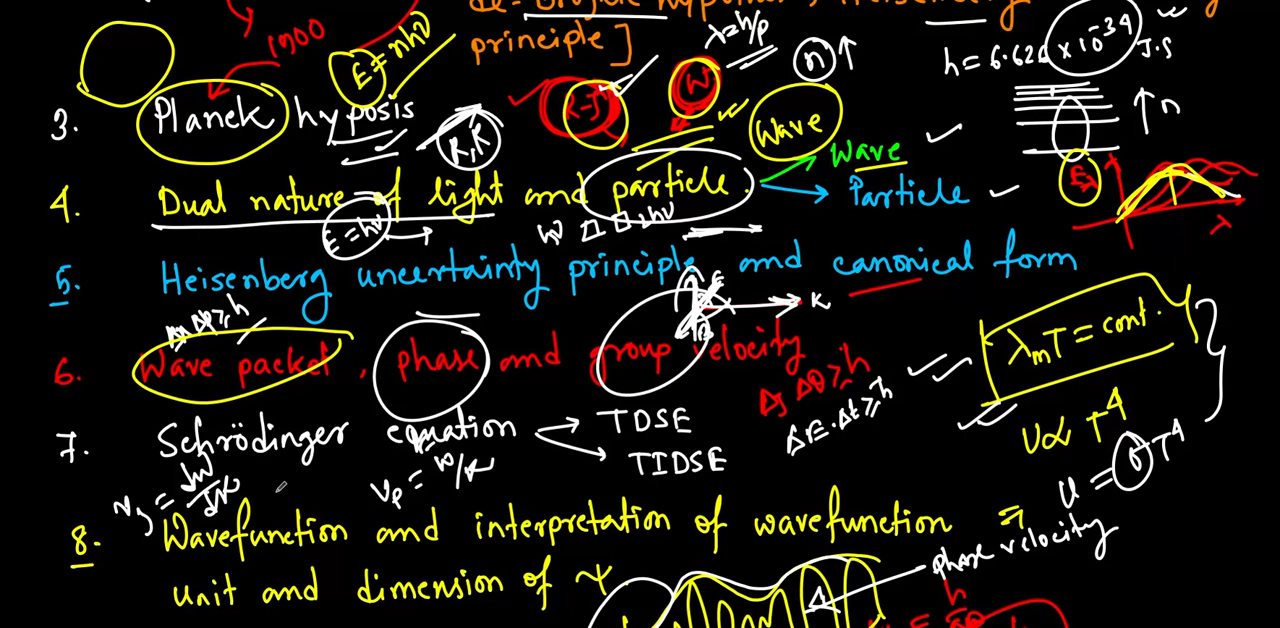 principle]
λ=h/p
n↑
h = 6.626 ×10⁻³⁴ J.S
1900
E=nhν
3. Planck hyposis
R-J
W
Wave
↑n
4. Dual nature of light and particle.
Wave
Particle
E=hν
hν
Eλ
λ
5. Heisenberg uncertainty principle and canonical form
K
6. Wave packet, phase and group velocity
λmT = cont.
ΔE.Δt≥ħ
U∝ T⁴
u = σT⁴
7. Schrödinger equation
TDSE
TIDSE
Vp = w/k
8. Wavefunction and interpretation of wavefunction
unit and dimension of ψ
phase velocity